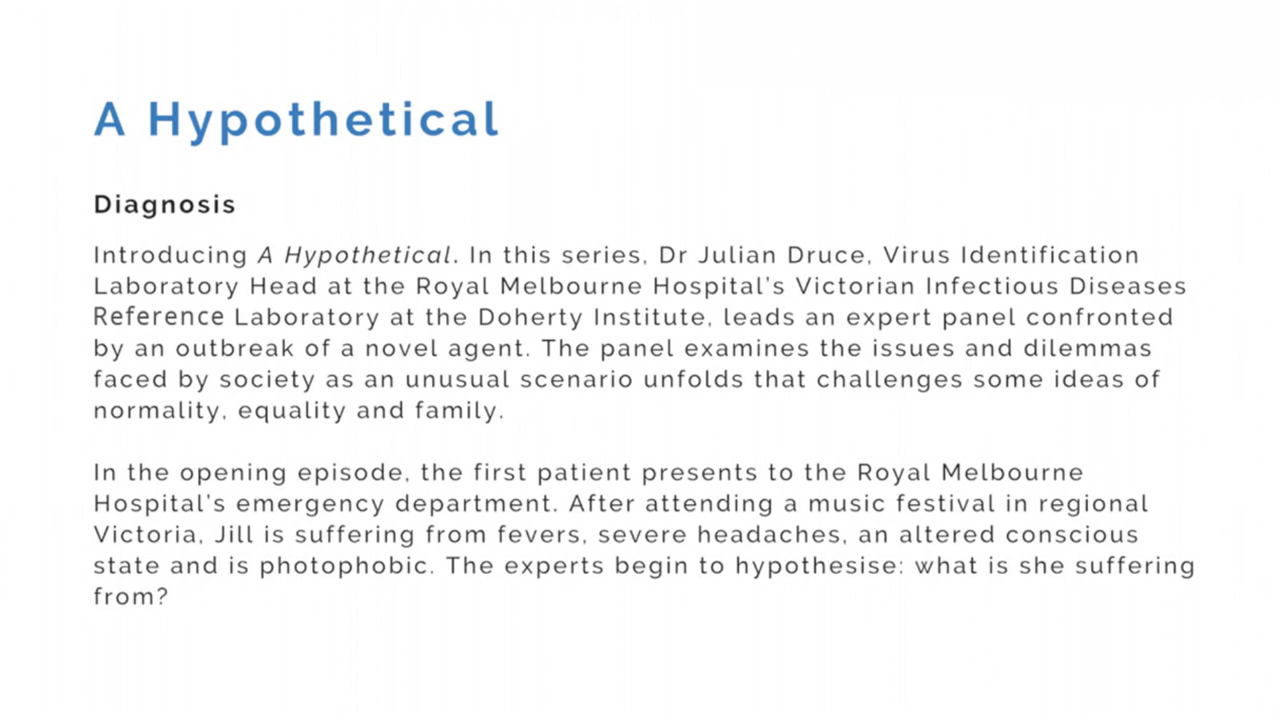 A Hypothetical
Diagnosis
Introducing A Hypothetical. In this series, Dr Julian Druce, Virus Identification
Laboratory Head at the Royal Melbourne Hospital's Victorian Infectious Diseases
Reference Laboratory at the Doherty Institute, leads an expert panel confronted
by an outbreak of a novel agent. The panel examines the issues and dilemmas
faced by society as an unusual scenario unfolds that challenges some ideas of
normality, equality and family.
In the opening episode, the first patient presents to the Royal Melbourne
Hospital's emergency department. After attending a music festival in regional
Victoria, Jill is suffering from fevers, severe headaches, an altered conscious
state and is photophobic. The experts begin to hypothesise: what is she suffering
from?